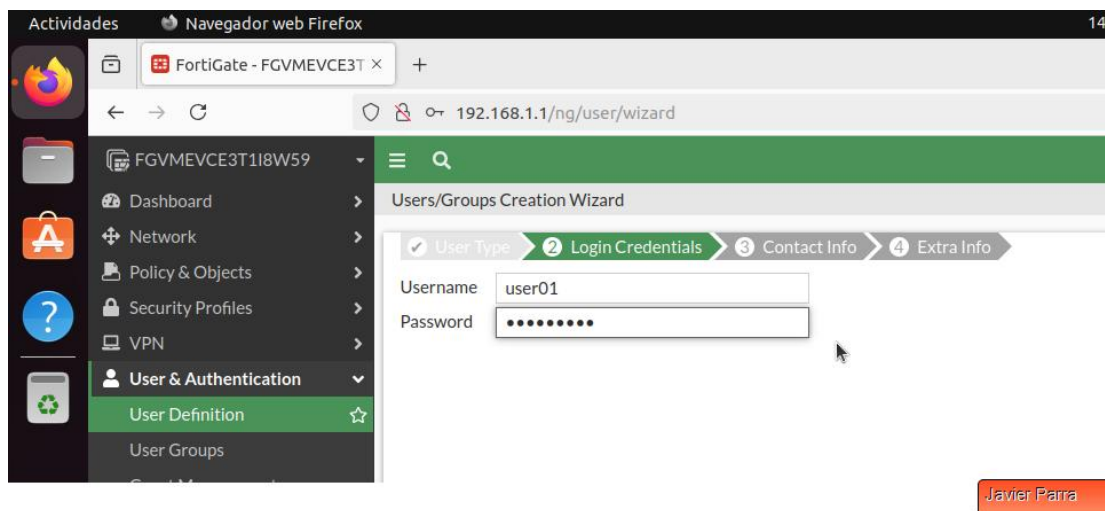 Actividades Navegador web Firefox 14
FortiGate - FGVMEVCE3T
192.168.1.1/ng/user/wizard
FGVMEVCE3T1I8W59
Users/Groups Creation Wizard
Dashboard
Network
Policy & Objects
Security Profiles
VPN
User & Authentication
User Definition
User Groups
User Type 2 Login Credentials 3 Contact Info 4 Extra Info
Username user01
Password •••••••••
Javier Parra